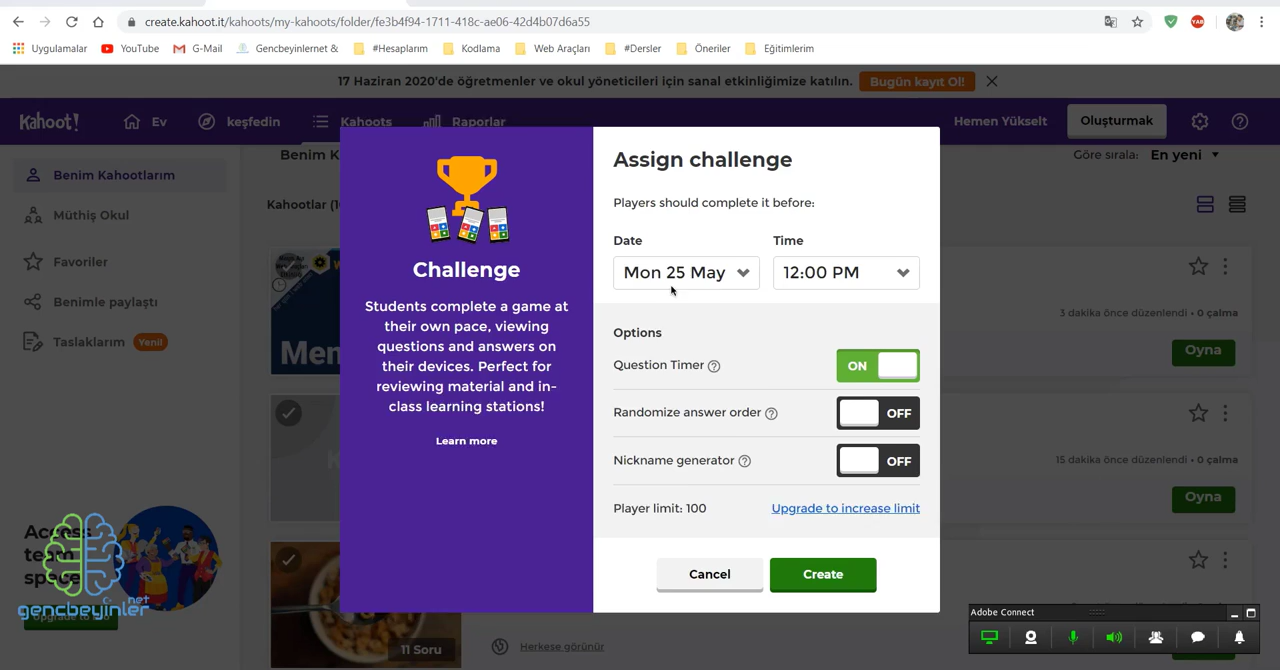 create.kahoot.it/kahoots/my-kahoots/folder/fe3b4f94-1711-418c-ae06-42d4b07d6a55
Uygulamalar YouTube G-Mail Gencbeyinlernet & #Hesaplarım Kodlama Web Araçları #Dersler Öneriler Eğitimlerim
17 Haziran 2020'de öğretmenler ve okul yöneticileri için sanal etkinliğimize katılın. Bugün kayıt Ol!
Kahoot! Ev keşfedin Kahoots Raporlar Hemen Yükselt Oluşturmak
Benim Kahootlarım
Müthiş Okul
Favoriler
Benimle paylaştı
Taslaklarım Yeni
Access
team
space
Upgrade to
gencbeyinler net
Benim K
Göre sırala: En yeni
Kahootlar (1
Men
3 dakika önce düzenlendi • 0 çalma
Oyna
15 dakika önce düzenlendi • 0 çalma
Oyna
11 Soru
Herkese görünür
Challenge
Students complete a game at
their own pace, viewing
questions and answers on
their devices. Perfect for
reviewing material and in-
class learning stations!
Learn more
Assign challenge
Players should complete it before:
Date Time
Mon 25 May 12:00 PM
Options
Question Timer ON
Randomize answer order OFF
Nickname generator OFF
Player limit: 100 Upgrade to increase limit
Cancel Create
Adobe Connect